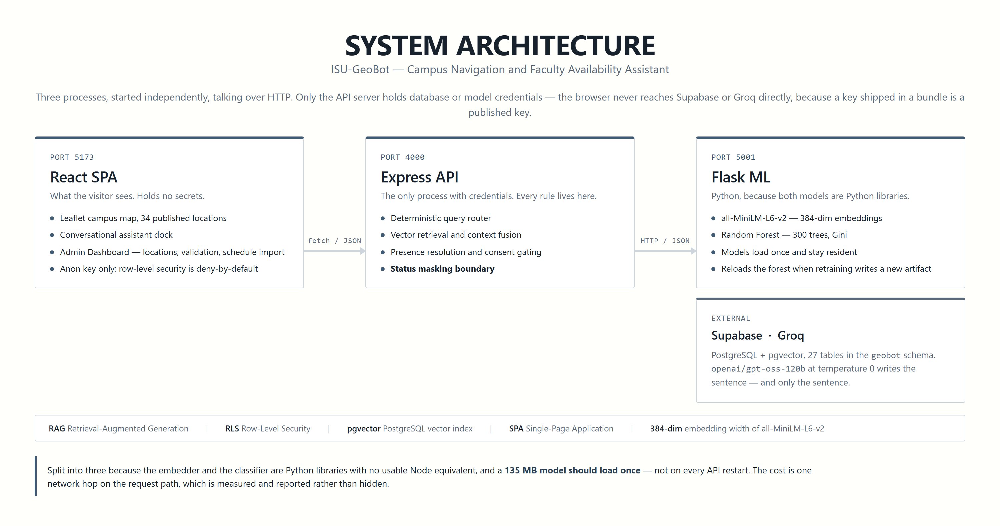 SYSTEM ARCHITECTURE
ISU-GeoBot — Campus Navigation and Faculty Availability Assistant
Three processes, started independently, talking over HTTP. Only the API server holds database or model credentials — the browser never reaches Supabase or Groq directly, because a key shipped in a bundle is a
published key.
PORT 5173
React SPA
What the visitor sees. Holds no secrets.
Leaflet campus map, 34 published locations
Conversational assistant dock
Admin Dashboard — locations, validation, schedule import
Anon key only; row-level security is deny-by-default
fetch / JSON
PORT 4000
Express API
The only process with credentials. Every rule lives here.
Deterministic query router
Vector retrieval and context fusion
Presence resolution and consent gating
Status masking boundary
HTTP / JSON
PORT 5001
Flask ML
Python, because both models are Python libraries.
all-MiniLM-L6-v2 — 384-dim embeddings
Random Forest — 300 trees, Gini
Models load once and stay resident
Reloads the forest when retraining writes a new artifact
EXTERNAL
Supabase · Groq
PostgreSQL + pgvector, 27 tables in the geobot schema.
openai/gpt-oss-120b at temperature 0 writes the
sentence — and only the sentence.
RAG Retrieval-Augmented Generation | RLS Row-Level Security | pgvector PostgreSQL vector index | SPA Single-Page Application | 384-dim embedding width of all-MiniLM-L6-v2
Split into three because the embedder and the classifier are Python libraries with no usable Node equivalent, and a 135 MB model should load once — not on every API restart. The cost is one
network hop on the request path, which is measured and reported rather than hidden.